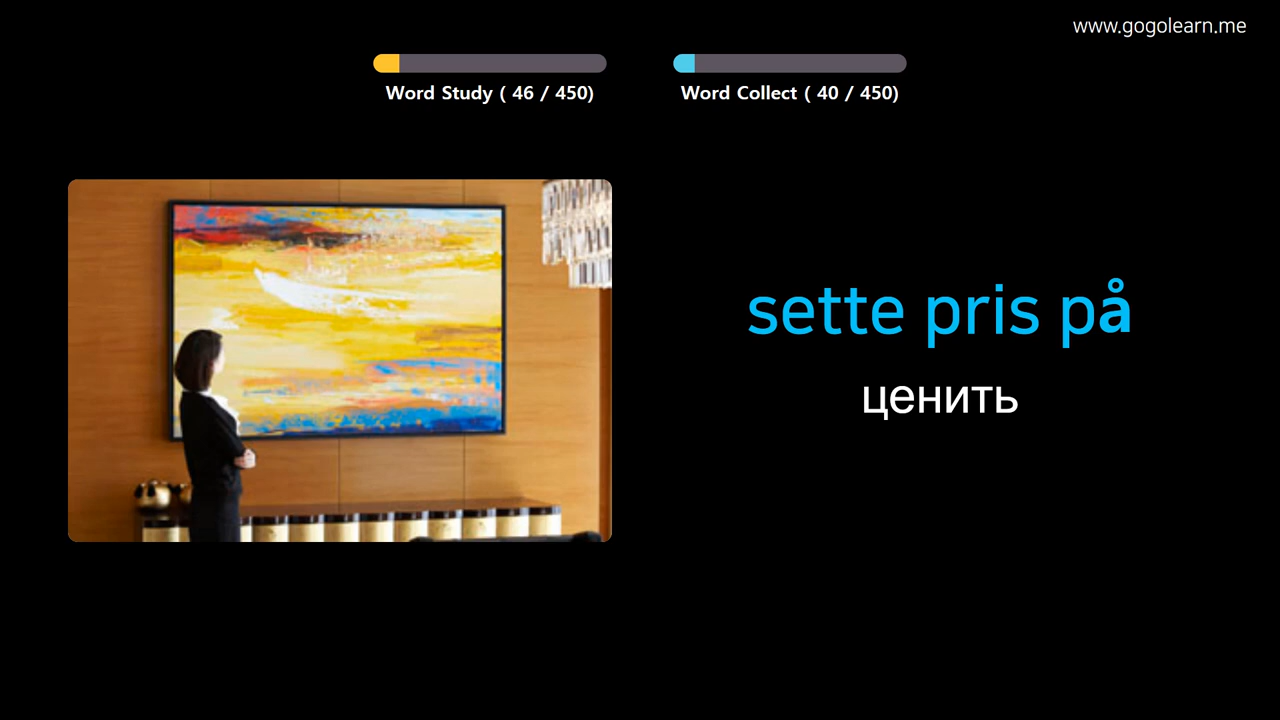 www.gogolearn.me
Word Study ( 46 / 450)
Word Collect ( 40 / 450)
sette pris på
ценить